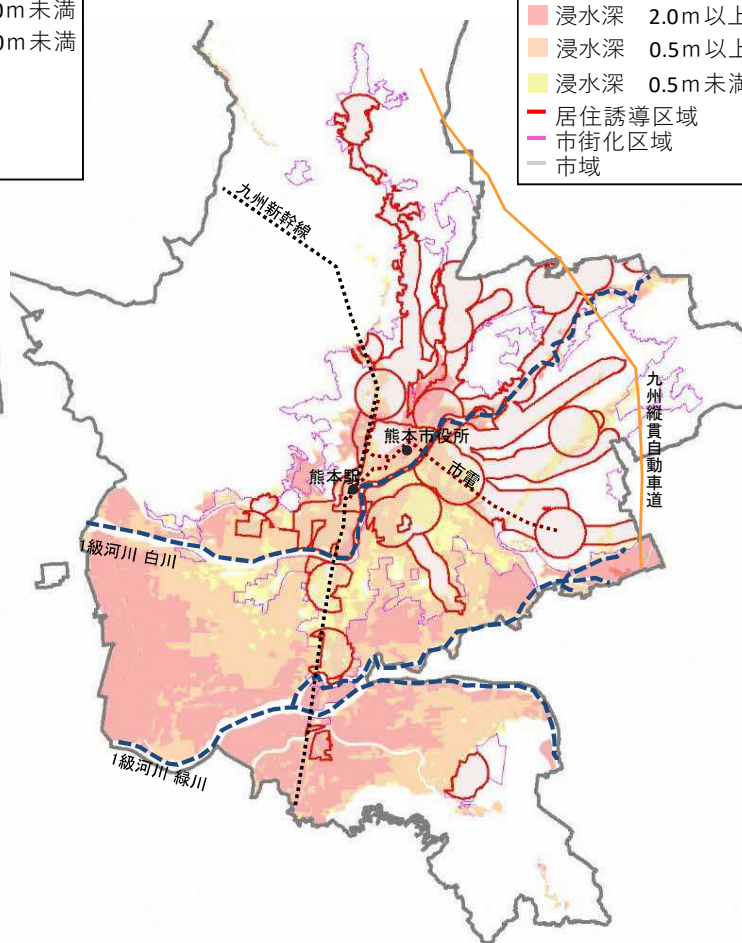 0m未満
0m未満
浸水深 2.0m以上
浸水深 0.5m以上
浸水深 0.5m未満
居住誘導区域
市街化区域
市域
九州新幹線
九州縦貫自動車道
熊本市役所
熊本駅
市電
1級河川 白川
1級河川 緑川